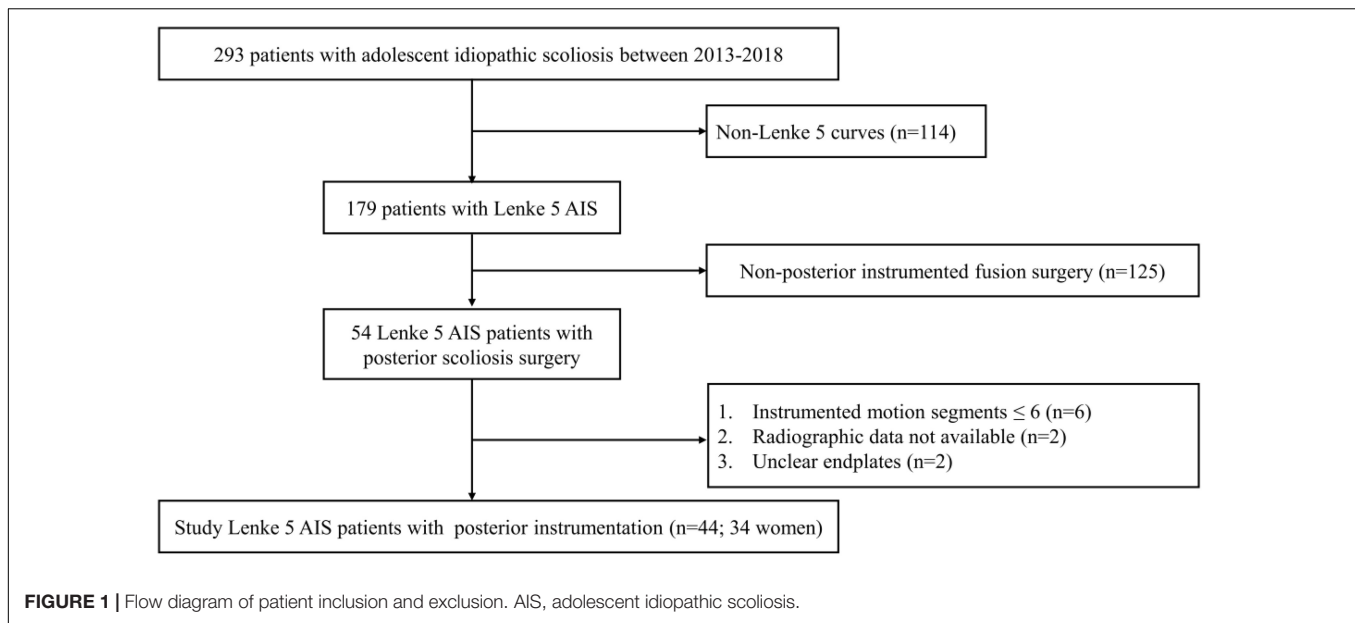 293 patients with adolescent idiopathic scoliosis between 2013-2018
Non-Lenke 5 curves (n=114)
179 patients with Lenke 5 AIS
Non-posterior instrumented fusion surgery (n=125)
54 Lenke 5 AIS patients with
posterior scoliosis surgery
1. Instrumented motion segments ≤ 6 (n=6)
2. Radiographic data not available (n=2)
3. Unclear endplates (n=2)
Study Lenke 5 AIS patients with posterior instrumentation (n=44; 34 women)
FIGURE 1 | Flow diagram of patient inclusion and exclusion. AIS, adolescent idiopathic scoliosis.